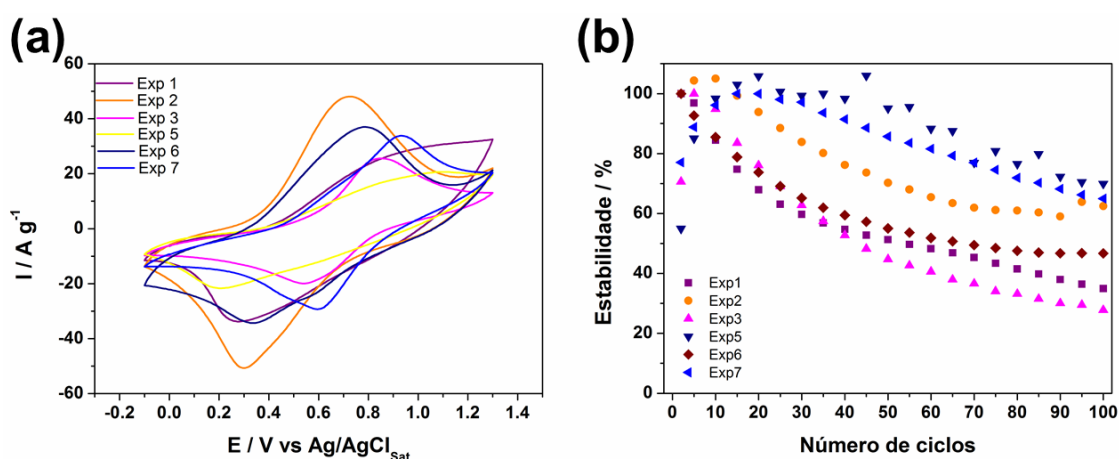 (a)
60
40
20
0
-20
-40
-60
I / A g-1
Exp 1
Exp 2
Exp 3
Exp 5
Exp 6
Exp 7
-0.2 0.0 0.2 0.4 0.6 0.8 1.0 1.2 1.4
E / V vs Ag/AgClSat
(b)
100
80
60
40
20
0
Estabilidade / %
Exp1
Exp2
Exp3
Exp5
Exp6
Exp7
0 10 20 30 40 50 60 70 80 90 100
Número de ciclos